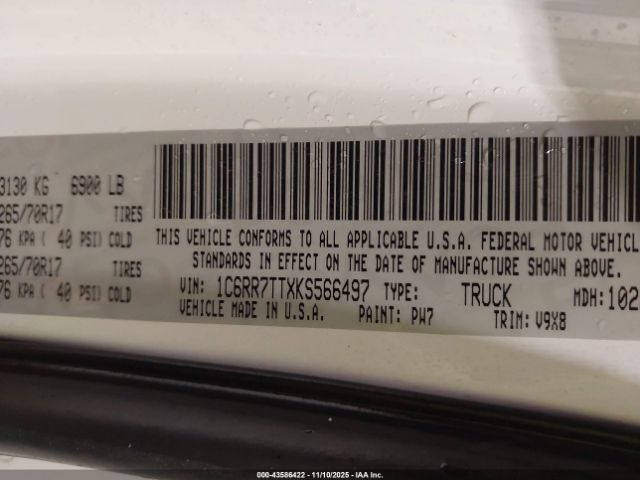 3130 KG 6900 LB
265/70R17 TIRES
76 KPA ( 40 PSI) COLD
265/70R17 TIRES
76 KPA ( 40 PSI) COLD
THIS VEHICLE CONFORMS TO ALL APPLICABLE U.S.A. FEDERAL MOTOR VEHICL
STANDARDS IN EFFECT ON THE DATE OF MANUFACTURE SHOWN ABOVE.
VIN: 1C6RR7TTXKS566497 TYPE: TRUCK MDH: 102
VEHICLE MADE IN U.S.A. PAINT: PW7 TRIM: V9X8
000-43586422 - 11/10/2025 - IAA Inc.